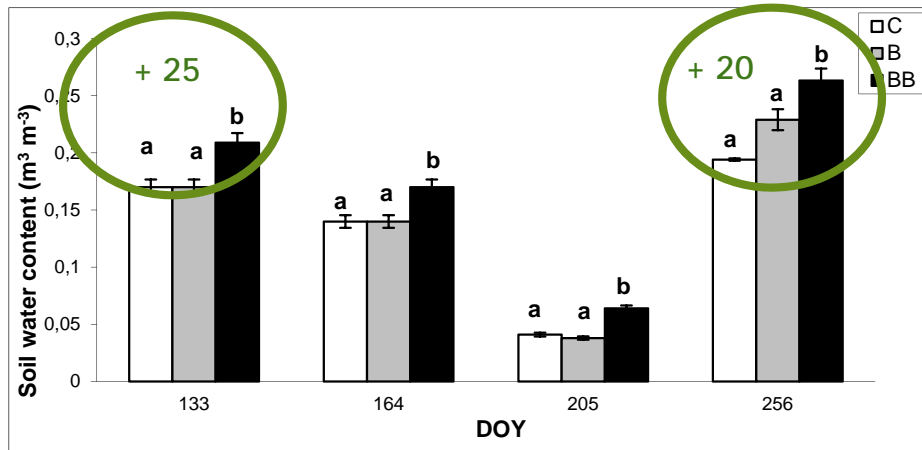 Soil water content (m³ m⁻³)
0,3
0,25
0,2
0,15
0,1
0,05
0
+ 25
+ 20
C
B
BB
a a b
a a b
a a b
a a b
133 164 205 256
DOY